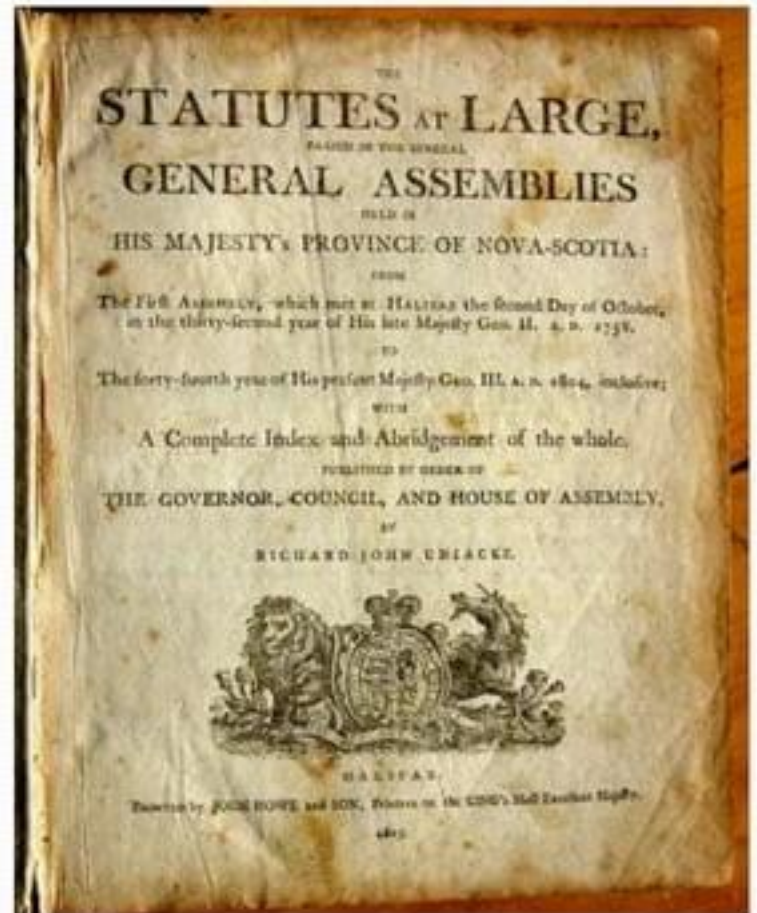 THE
STATUTES AT LARGE,
PASSED IN THE SEVERAL
GENERAL ASSEMBLIES
HELD IN
HIS MAJESTY's PROVINCE OF NOVA-SCOTIA:
FROM
The First ASSEMBLY, which met at HALIFAX the second Day of October,
in the thirty-second year of His late Majesty Geo. II. A. D. 1758,
TO
The forty-fourth year of His present Majesty Geo. III. A. D. 1804, inclusive;
WITH
A Complete Index and Abridgement of the whole.
PUBLISHED BY ORDER OF
THE GOVERNOR, COUNCIL, AND HOUSE OF ASSEMBLY,
BY
RICHARD JOHN UNIACKE.
HALIFAX:
by JOHN HOWE and SON, Printers to the KING's Most Excellent Majesty.